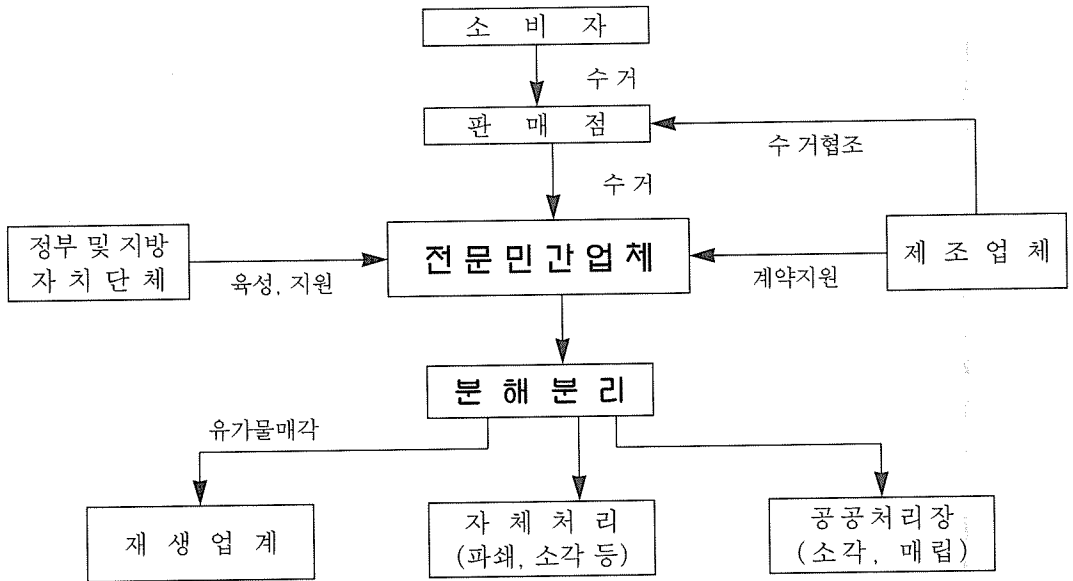 소 비 자
수 거
판 매 점
수 거협조
수 거
정부 및 지방
자 치 단 체
육성, 지원
전 문 민 간 업 체
계약지원
제 조 업 체
분 해 분 리
유가물매각
재 생 업 계
자 체 처 리
(파쇄, 소각 등)
공공처리장
(소각, 매립)